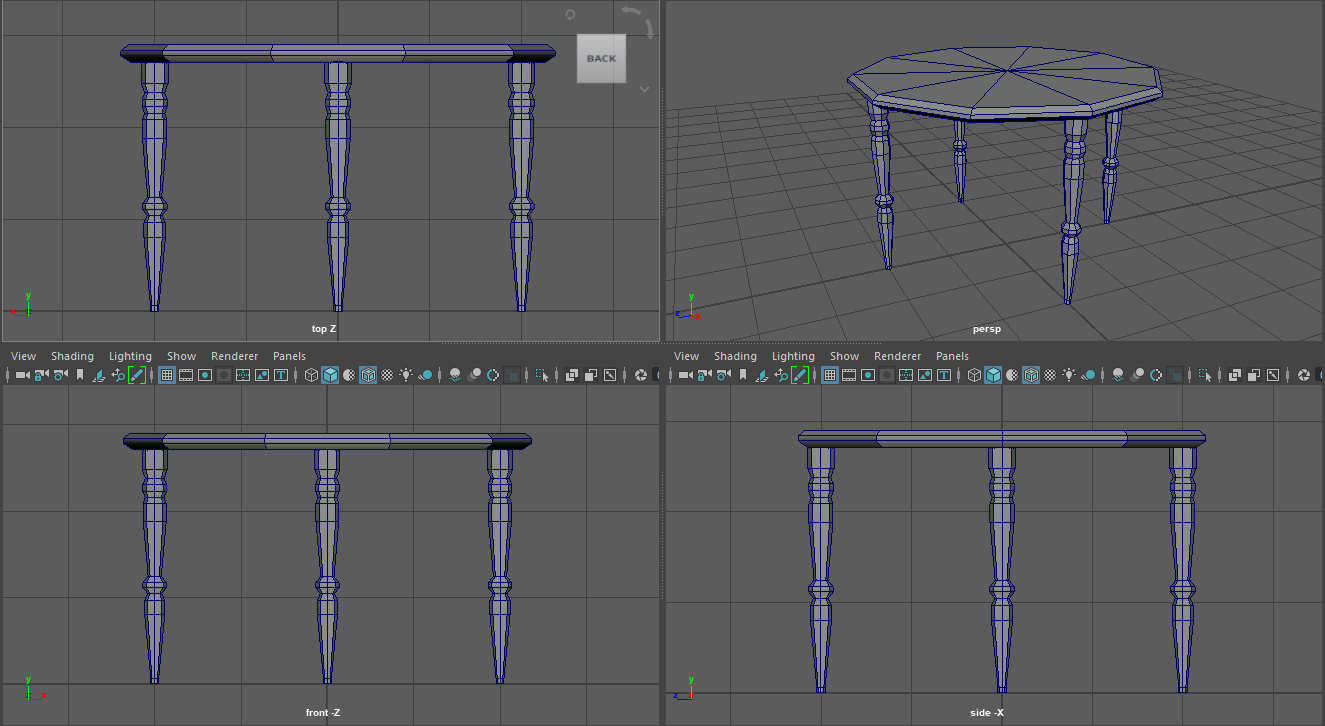 BACK
y
x
top Z
y
z
x
persp
View Shading Lighting Show Renderer Panels
View Shading Lighting Show Renderer Panels
y
x
front -Z
y
z
side -X